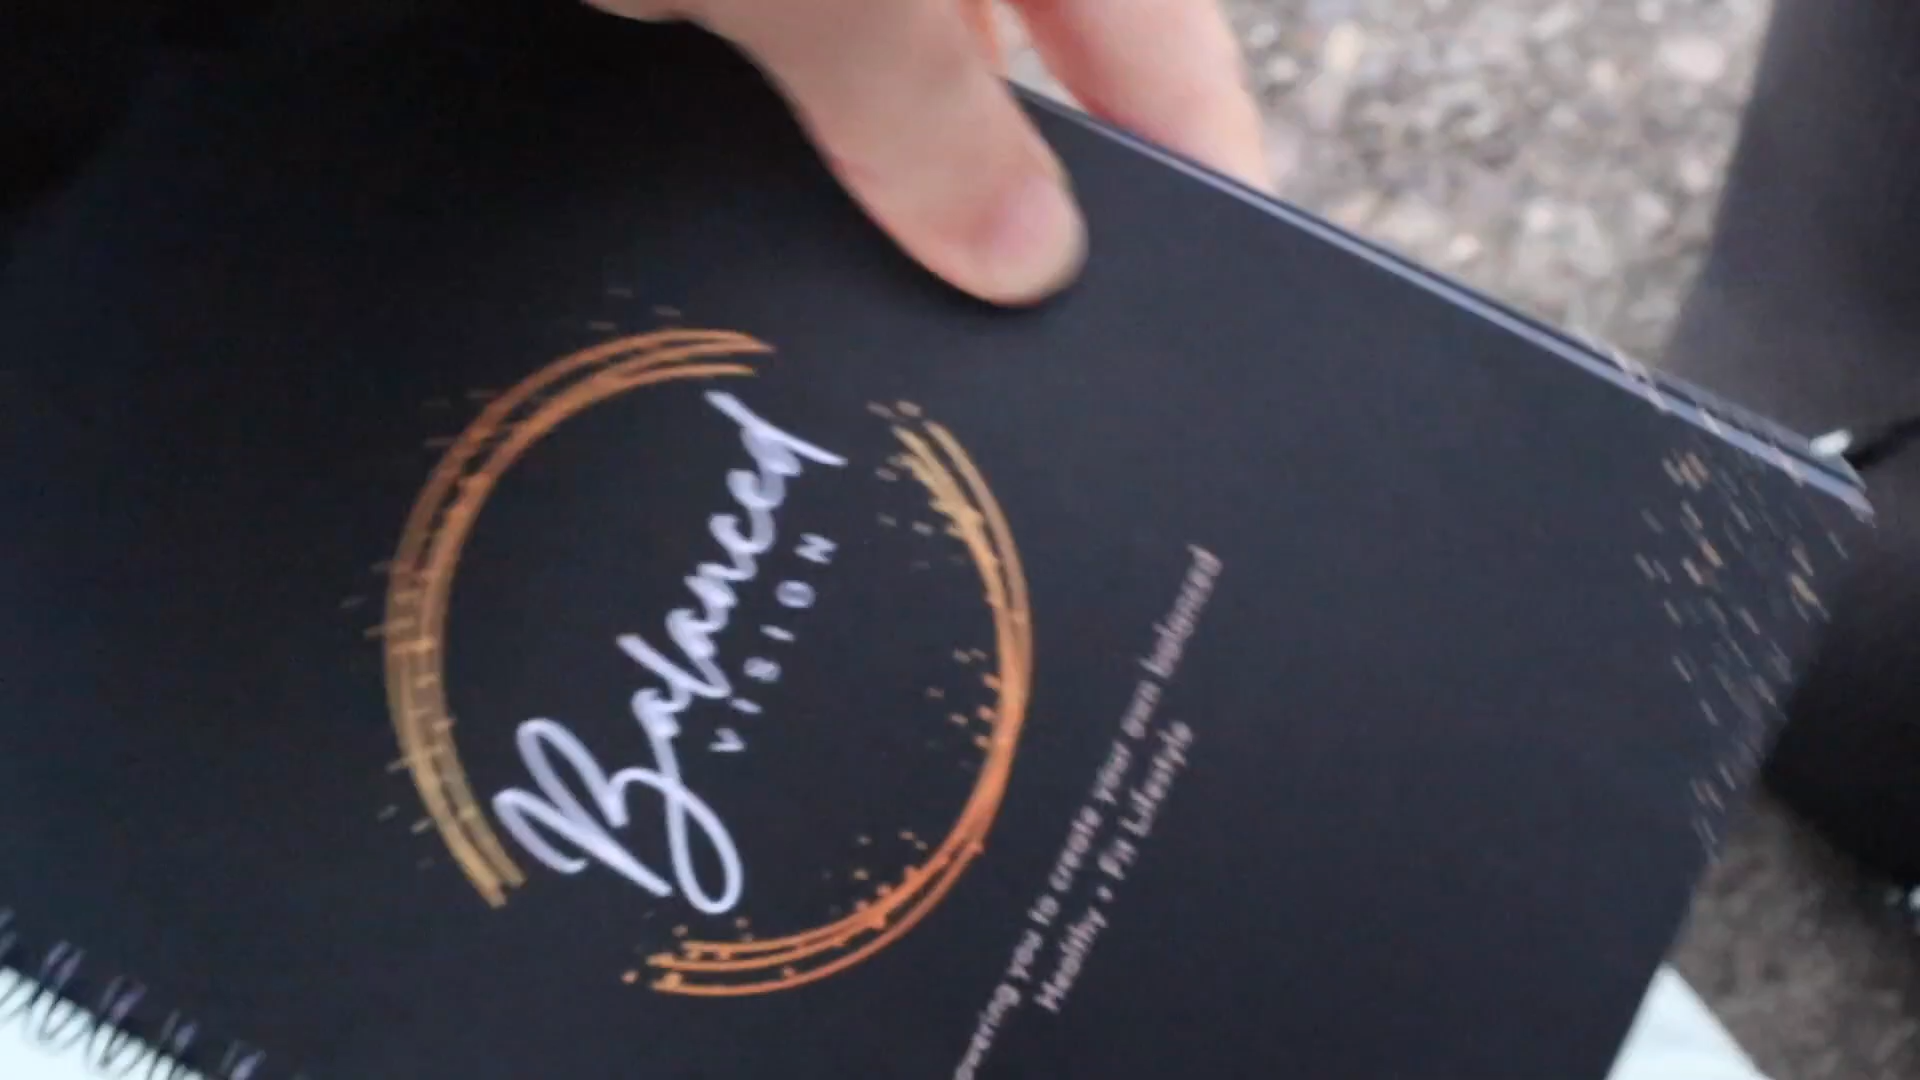 Balanced
VISION
you to create your own balanced
Healthy • Fit Lifestyle